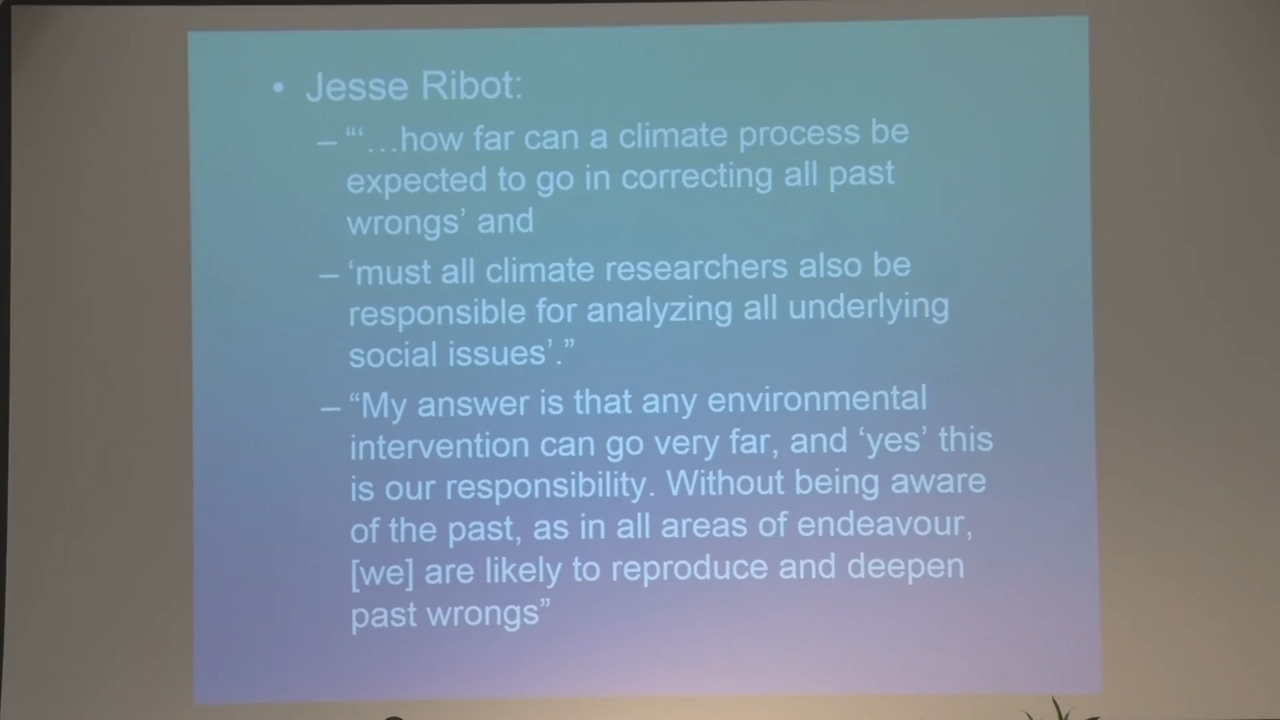 • Jesse Ribot:
– “‘…how far can a climate process be
expected to go in correcting all past
wrongs’ and
– ‘must all climate researchers also be
responsible for analyzing all underlying
social issues’.”
– “My answer is that any environmental
intervention can go very far, and ‘yes’ this
is our responsibility. Without being aware
of the past, as in all areas of endeavour,
[we] are likely to reproduce and deepen
past wrongs”